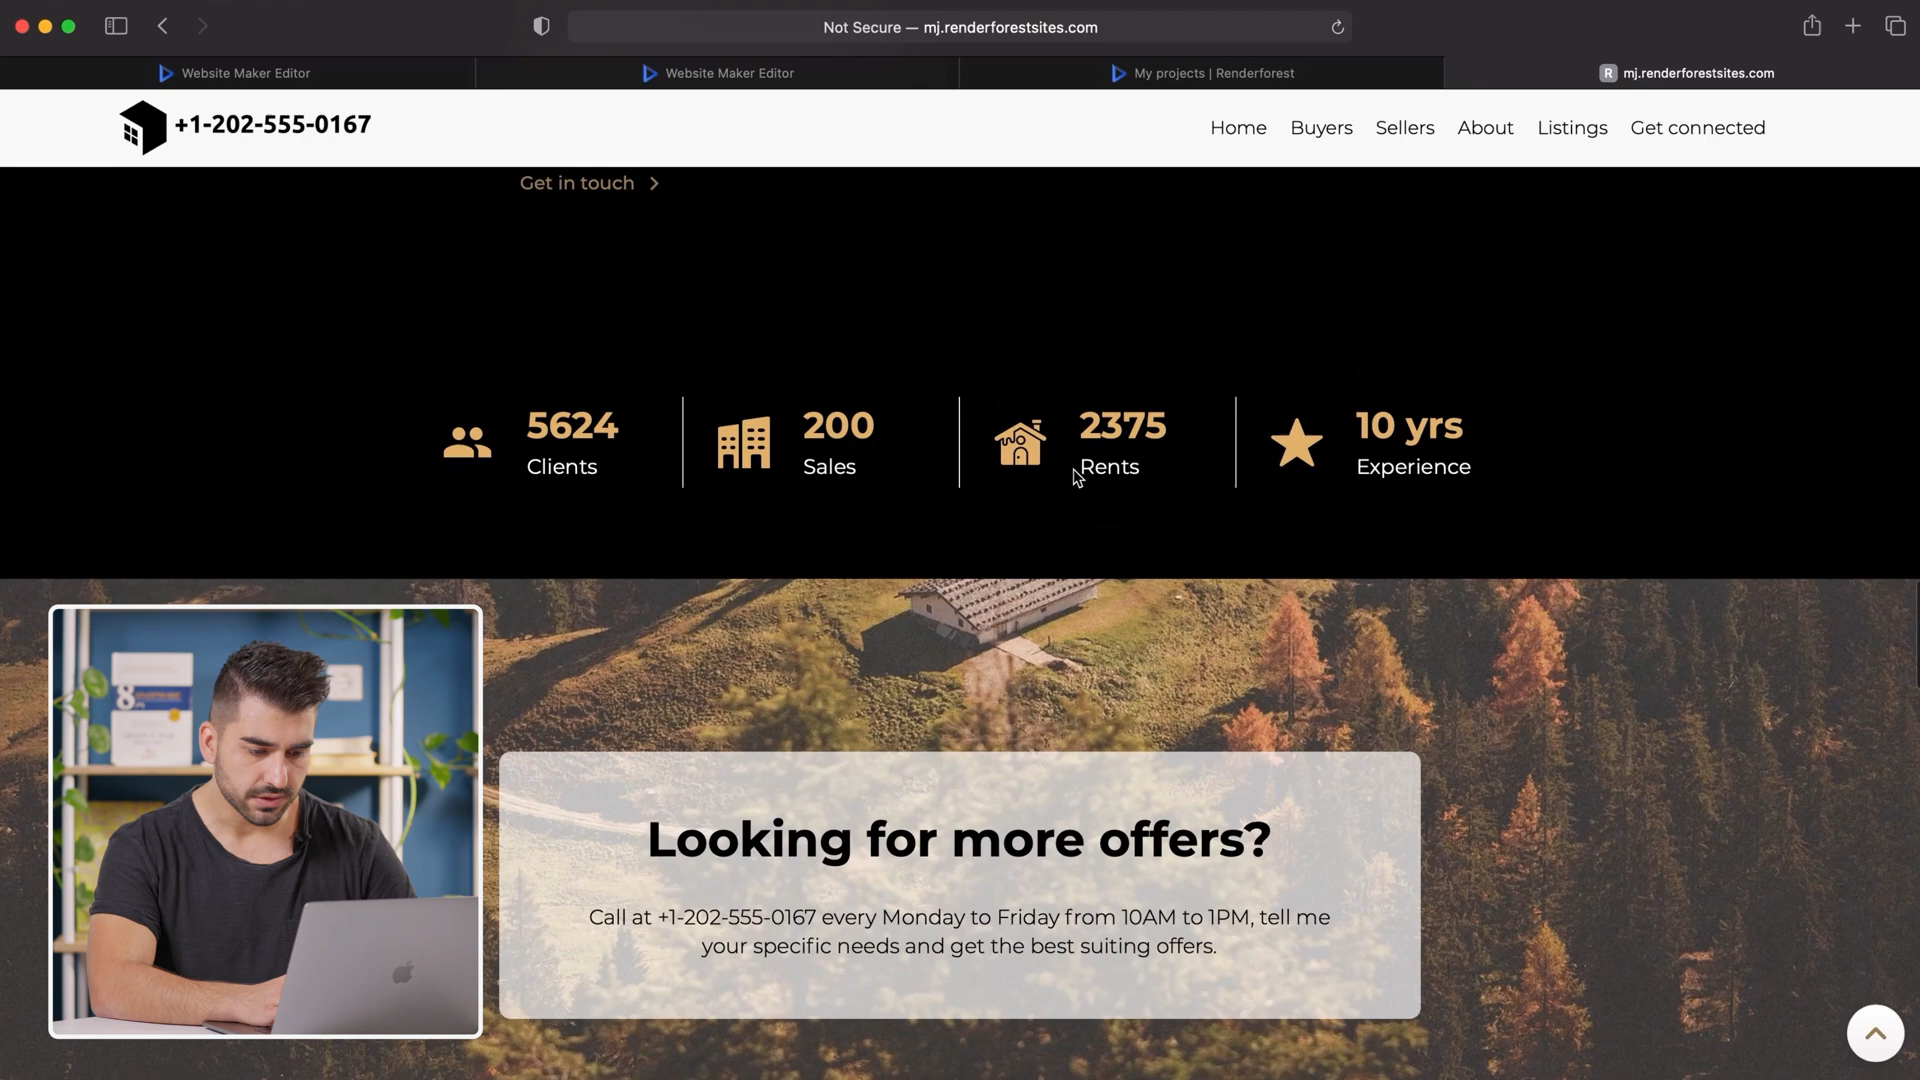 Not Secure — mj.renderforestsites.com
Website Maker Editor
Website Maker Editor
My projects | Renderforest
R mj.renderforestsites.com
+1-202-555-0167
Home Buyers Sellers About Listings Get connected
Get in touch
5624
Clients
200
Sales
2375
Rents
10 yrs
Experience
8
Looking for more offers?
Call at +1-202-555-0167 every Monday to Friday from 10AM to 1PM, tell me
your specific needs and get the best suiting offers.